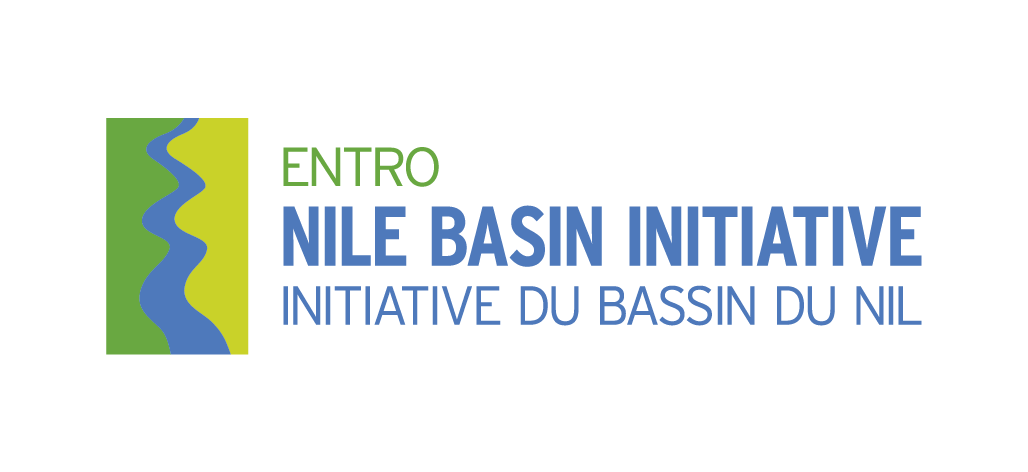 ENTRO
NILE BASIN INITIATIVE
INITIATIVE DU BASSIN DU NIL